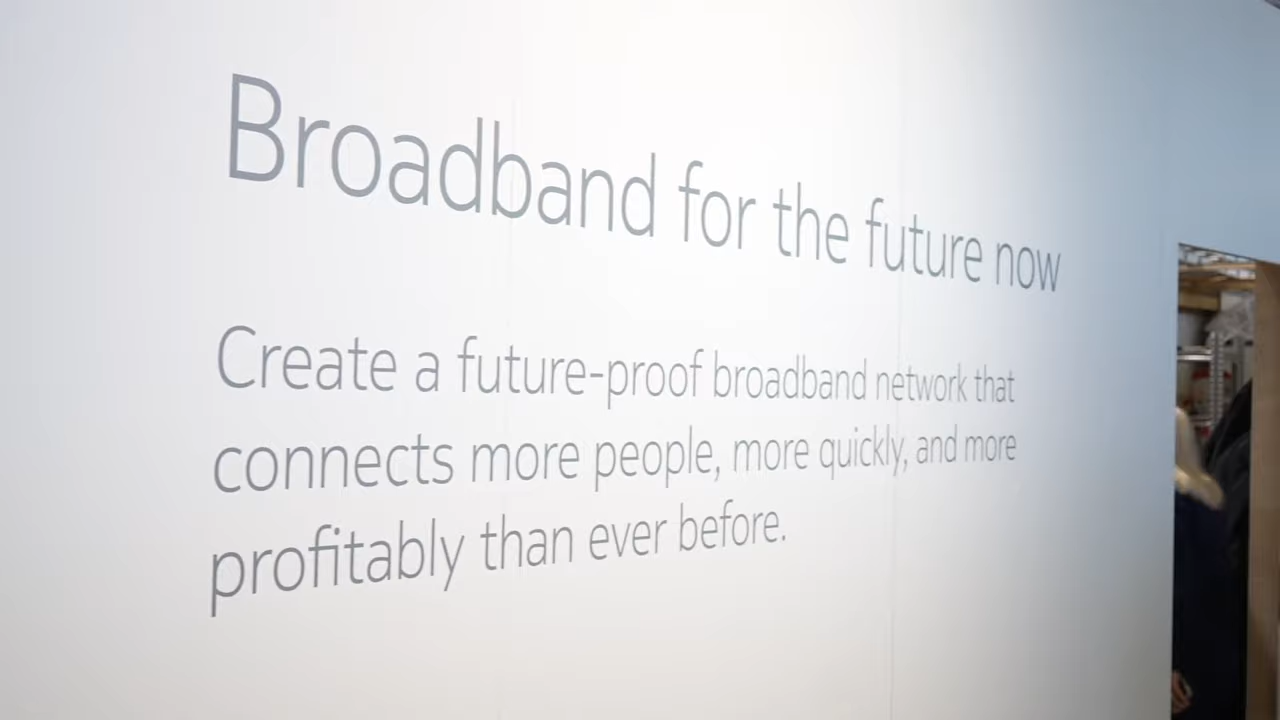 Broadband for the future now
Create a future-proof broadband network that
connects more people, more quickly, and more
profitably than ever before.